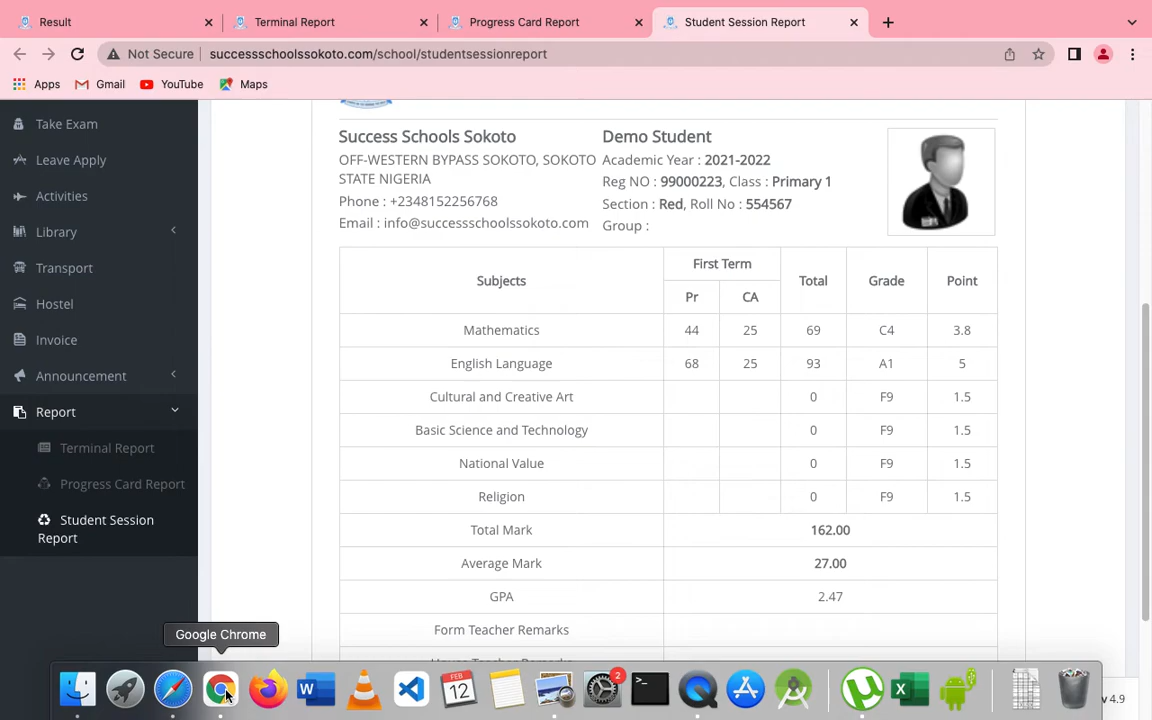 Result
Terminal Report
Progress Card Report
Student Session Report
Not Secure successsschoolssokoto.com/school/studentsessionreport
Apps Gmail YouTube Maps
Take Exam
Leave Apply
Activities
Library
Transport
Hostel
Invoice
Announcement
Report
Terminal Report
Progress Card Report
Student Session
Report
Success Schools Sokoto
OFF-WESTERN BYPASS SOKOTO, SOKOTO
STATE NIGERIA
Phone : +2348152256768
Email : info@successschoolssokoto.com
Demo Student
Academic Year : 2021-2022
Reg NO : 99000223, Class : Primary 1
Section : Red, Roll No : 554567
Group :
Subjects First Term Total Grade Point
Pr CA
Mathematics 44 25 69 C4 3.8
English Language 68 25 93 A1 5
Cultural and Creative Art 0 F9 1.5
Basic Science and Technology 0 F9 1.5
National Value 0 F9 1.5
Religion 0 F9 1.5
Total Mark 162.00
Average Mark 27.00
GPA 2.47
Form Teacher Remarks
Google Chrome
W
FEB
12
2
>_
X
v 4.9